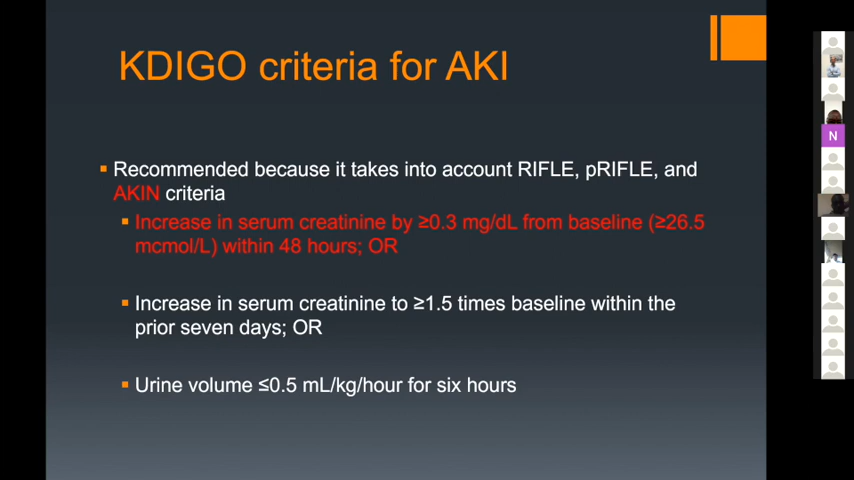 KDIGO criteria for AKI
Recommended because it takes into account RIFLE, pRIFLE, and
AKIN criteria
Increase in serum creatinine by ≥0.3 mg/dL from baseline (≥26.5
mcmol/L) within 48 hours; OR
Increase in serum creatinine to ≥1.5 times baseline within the
prior seven days; OR
Urine volume ≤0.5 mL/kg/hour for six hours
N